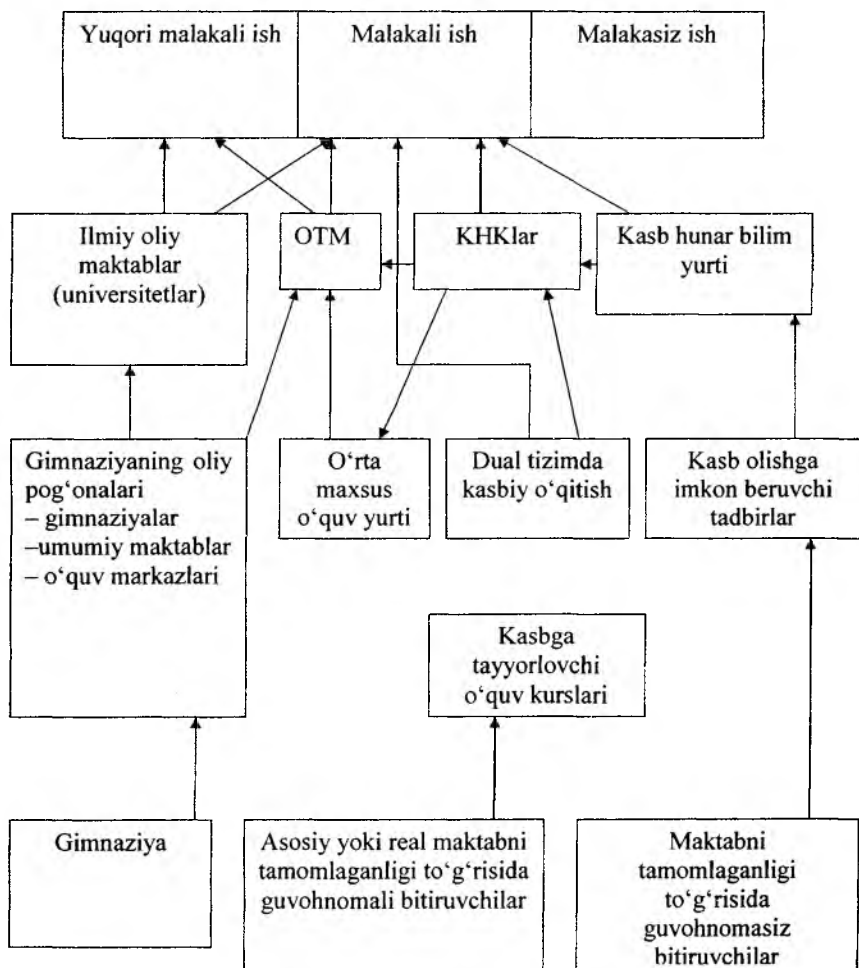 Yuqori malakali ish
Malakali ish
Malakasiz ish
Ilmiy oliy
maktablar
(universitetlar)
OTM
KHKlar
Kasb hunar bilim
yurti
Gimnaziyaning oliy
pog‘onalari
– gimnaziyalar
–umumiy maktablar
– o‘quv markazlari
O‘rta
maxsus
o‘quv yurti
Dual tizimda
kasbiy o‘qitish
Kasb olishga
imkon beruvchi
tadbirlar
Kasbga
tayyorlovchi
o‘quv kurslari
Gimnaziya
Asosiy yoki real maktabni
tamomlaganligi to‘g‘risida
guvohnomali bitiruvchilar
Maktabni
tamomlaganligi
to‘g‘risida
guvohnomasiz
bitiruvchilar